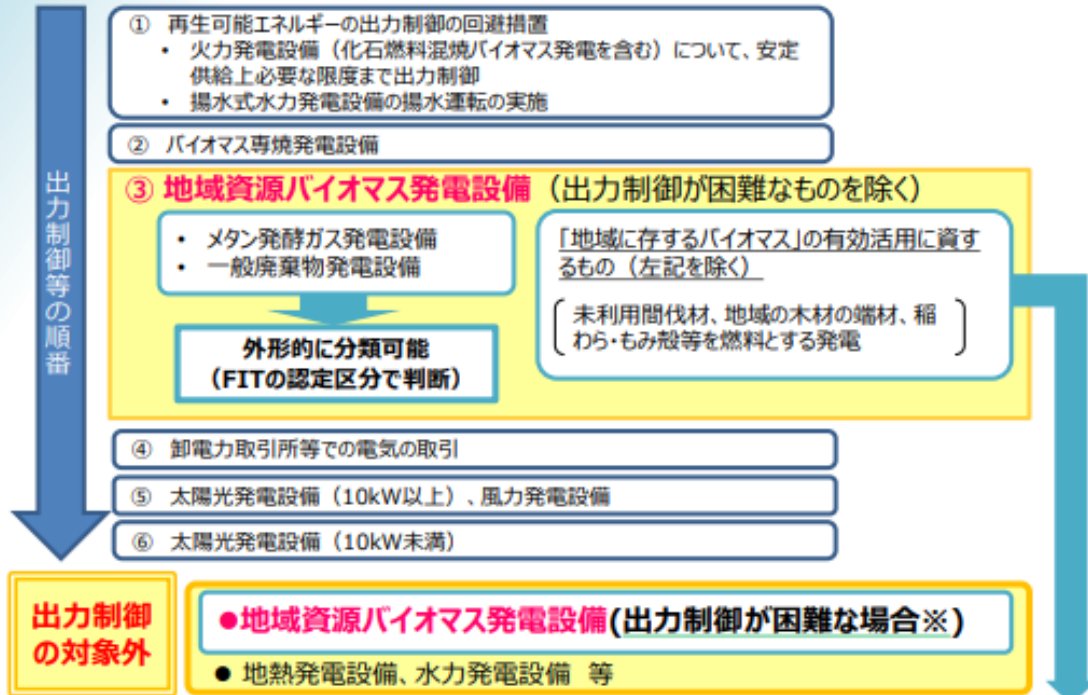 出力制御等の順番
① 再生可能エネルギーの出力制御の回避措置
• 火力発電設備（化石燃料混焼バイオマス発電を含む）について、安定
供給上必要な限度まで出力制御
• 揚水式水力発電設備の揚水運転の実施
② バイオマス専焼発電設備
③ 地域資源バイオマス発電設備（出力制御が困難なものを除く）
• メタン発酵ガス発電設備
• 一般廃棄物発電設備
外形的に分類可能
（FITの認定区分で判断）
「地域に存するバイオマス」の有効活用に資す
るもの（左記を除く）
未利用間伐材、地域の木材の端材、稲
わら・もみ殻等を燃料とする発電
④ 卸電力取引所等での電気の取引
⑤ 太陽光発電設備（10kW以上）、風力発電設備
⑥ 太陽光発電設備（10kW未満）
出力制御
の対象外
●地域資源バイオマス発電設備(出力制御が困難な場合※)
● 地熱発電設備、水力発電設備 等